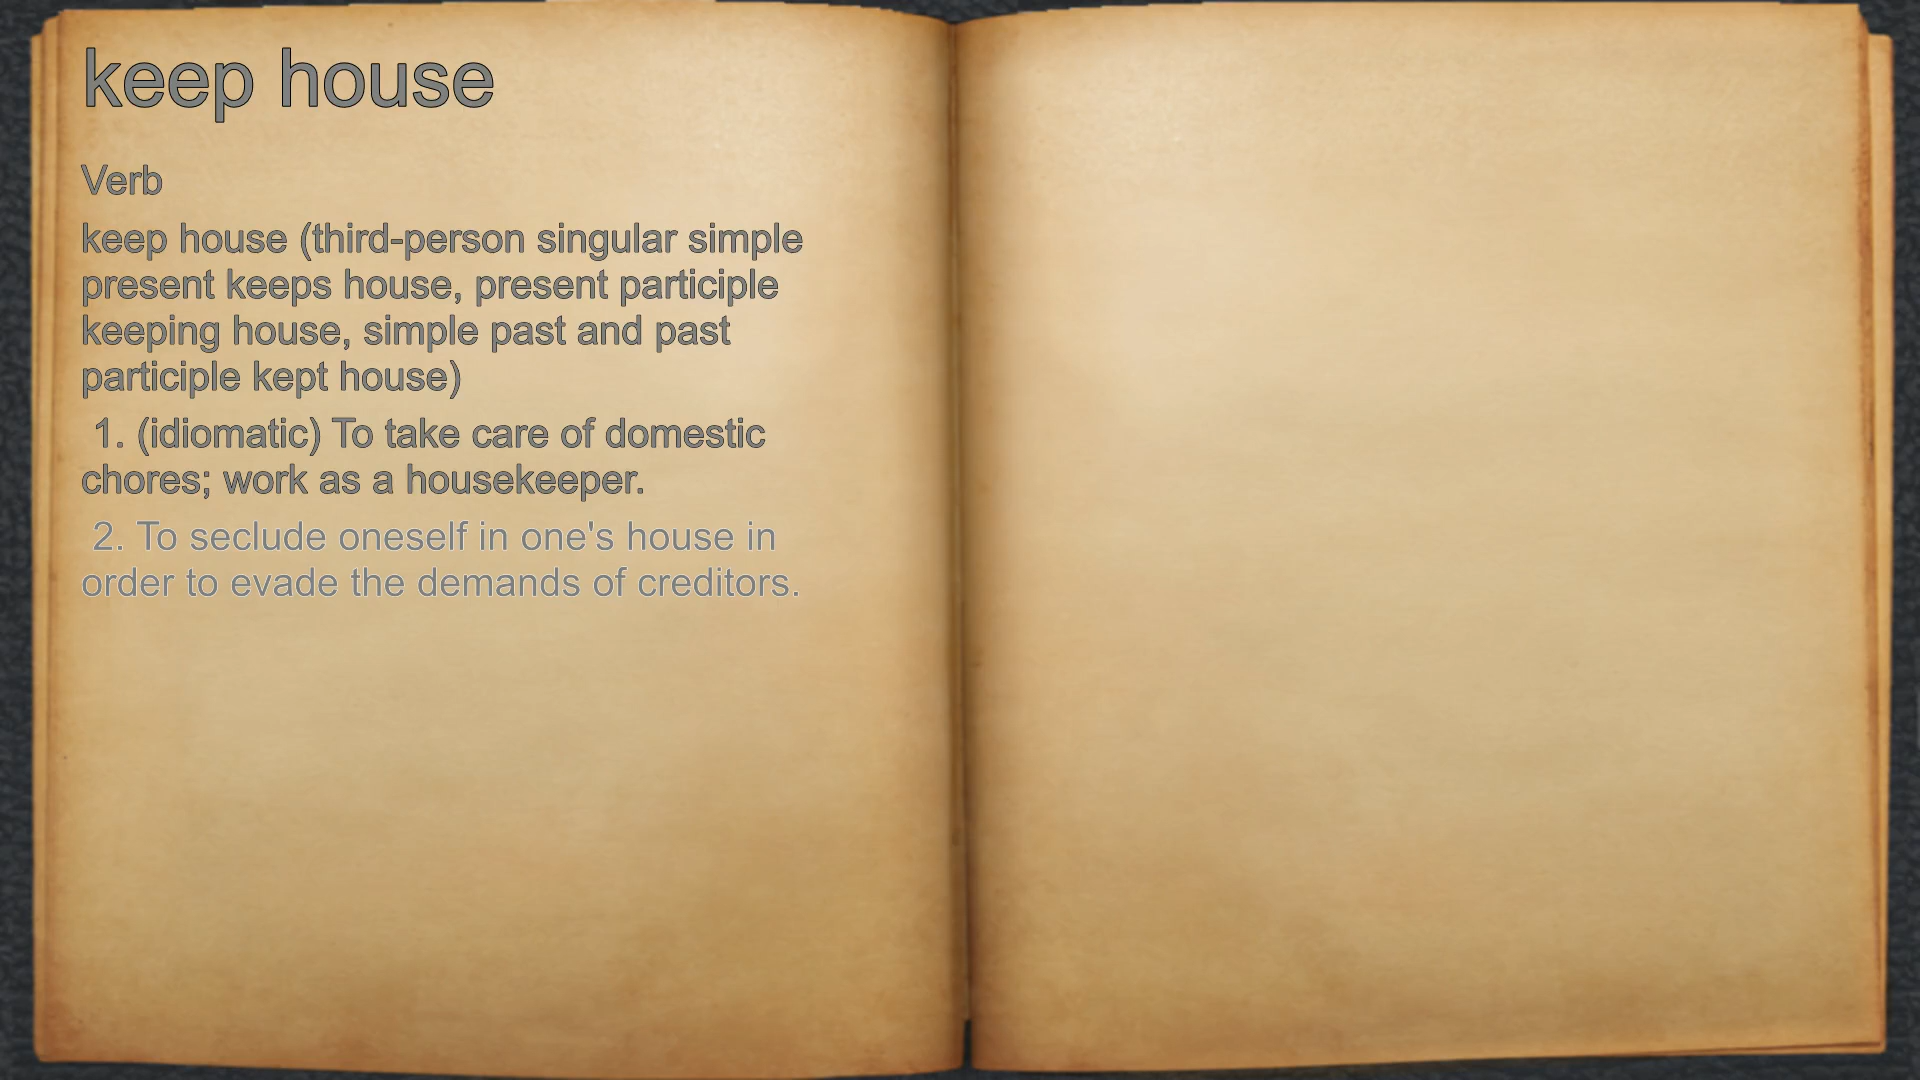 keep house
Verb
keep house (third-person singular simple
present keeps house, present participle
keeping house, simple past and past
participle kept house)
1. (idiomatic) To take care of domestic
chores; work as a housekeeper.
2. To seclude oneself in one's house in
order to evade the demands of creditors.